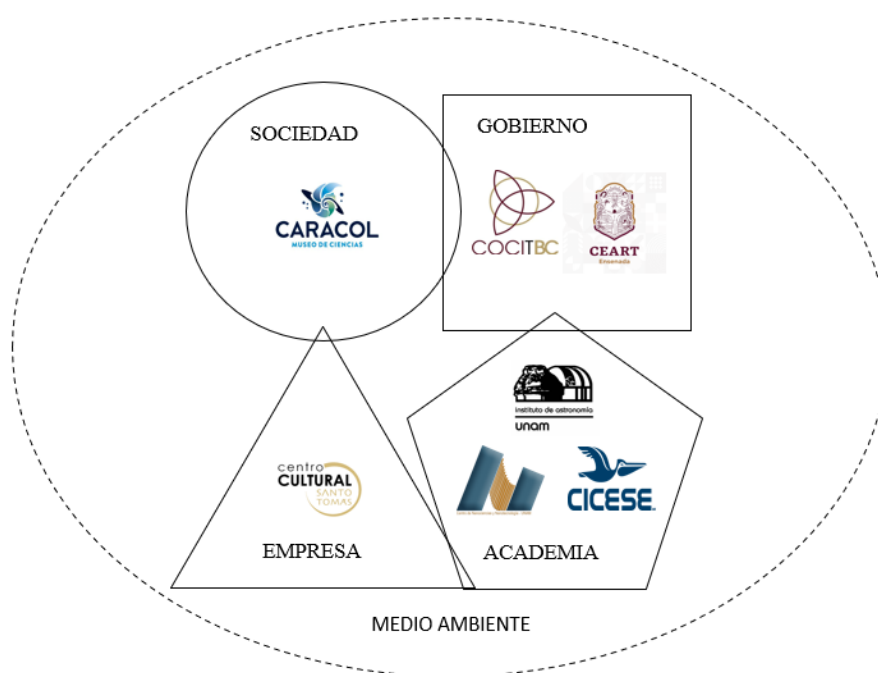 SOCIEDAD
CARACOL
MUSEO DE CIENCIAS
GOBIERNO
COCITBC
CEART
Ensenada
instituto de astronomía
unam
CICESE
centro
CULTURAL
SANTO
TOMAS
EMPRESA
ACADEMIA
MEDIO AMBIENTE